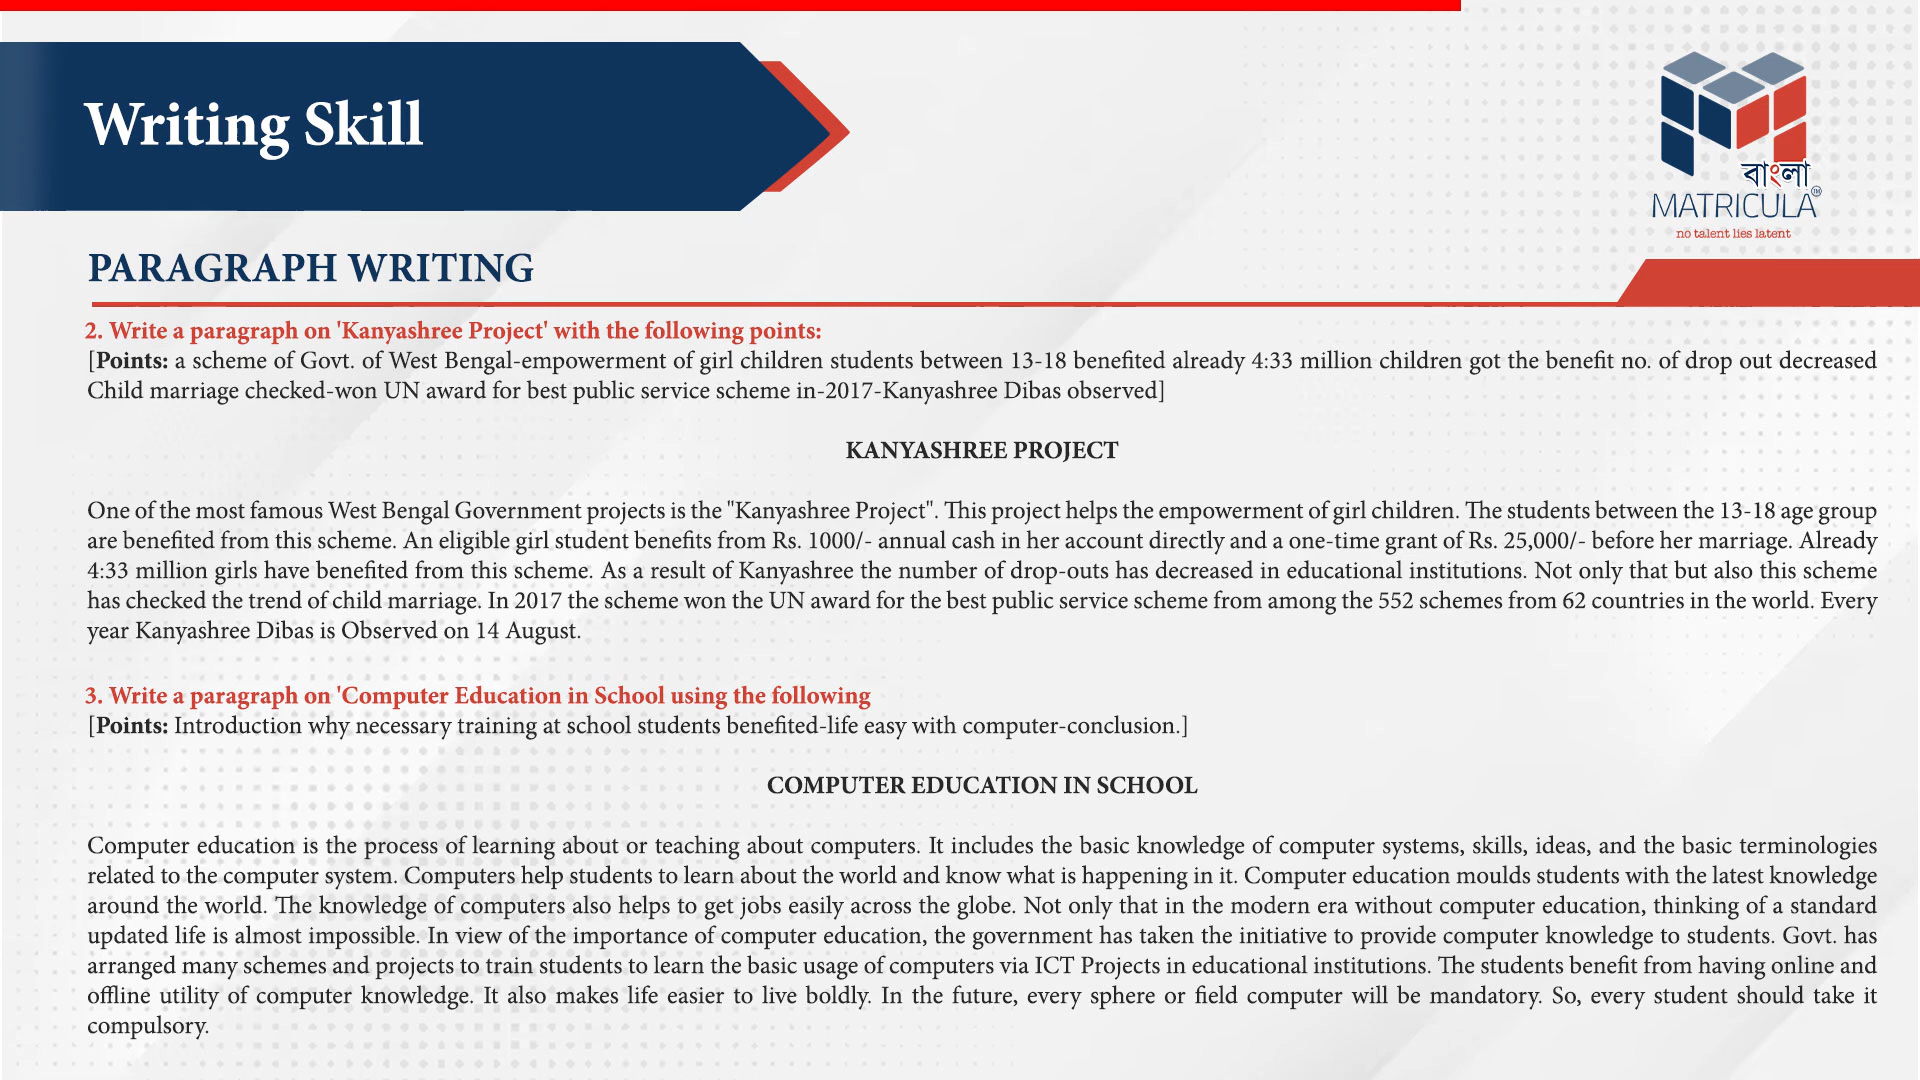 Writing Skill
বাংলা
MATRICULA
TM
no talent lies latent
PARAGRAPH WRITING
2. Write a paragraph on 'Kanyashree Project' with the following points:
[Points: a scheme of Govt. of West Bengal-empowerment of girl children students between 13-18 benefited already 4:33 million children got the benefit no. of drop out decreased
Child marriage checked-won UN award for best public service scheme in-2017-Kanyashree Dibas observed]
KANYASHREE PROJECT
One of the most famous West Bengal Government projects is the "Kanyashree Project". This project helps the empowerment of girl children. The students between the 13-18 age group
are benefited from this scheme. An eligible girl student benefits from Rs. 1000/- annual cash in her account directly and a one-time grant of Rs. 25,000/- before her marriage. Already
4:33 million girls have benefited from this scheme. As a result of Kanyashree the number of drop-outs has decreased in educational institutions. Not only that but also this scheme
has checked the trend of child marriage. In 2017 the scheme won the UN award for the best public service scheme from among the 552 schemes from 62 countries in the world. Every
year Kanyashree Dibas is Observed on 14 August.
3. Write a paragraph on 'Computer Education in School using the following
[Points: Introduction why necessary training at school students benefited-life easy with computer-conclusion.]
COMPUTER EDUCATION IN SCHOOL
Computer education is the process of learning about or teaching about computers. It includes the basic knowledge of computer systems, skills, ideas, and the basic terminologies
related to the computer system. Computers help students to learn about the world and know what is happening in it. Computer education moulds students with the latest knowledge
around the world. The knowledge of computers also helps to get jobs easily across the globe. Not only that in the modern era without computer education, thinking of a standard
updated life is almost impossible. In view of the importance of computer education, the government has taken the initiative to provide computer knowledge to students. Govt. has
arranged many schemes and projects to train students to learn the basic usage of computers via ICT Projects in educational institutions. The students benefit from having online and
offline utility of computer knowledge. It also makes life easier to live boldly. In the future, every sphere or field computer will be mandatory. So, every student should take it
compulsory.